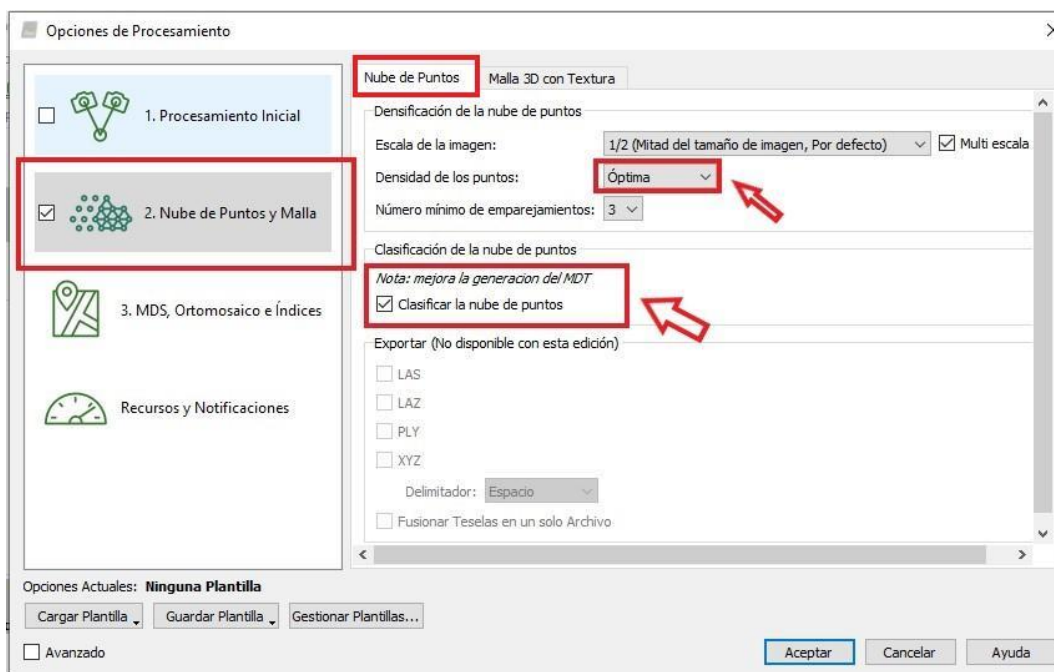 Opciones de Procesamiento
1. Procesamiento Inicial
2. Nube de Puntos y Malla
3. MDS, Ortomosaico e Índices
Recursos y Notificaciones
Nube de Puntos
Malla 3D con Textura
Densificación de la nube de puntos
Escala de la imagen: 1/2 (Mitad del tamaño de imagen, Por defecto) Multi escala
Densidad de los puntos: Óptima
Número mínimo de emparejamientos: 3
Clasificación de la nube de puntos
Nota: mejora la generacion del MDT
Clasificar la nube de puntos
Exportar (No disponible con esta edición)
LAS
LAZ
PLY
XYZ
Delimitador: Espacio
Fusionar Teselas en un solo Archivo
Opciones Actuales: Ninguna Plantilla
Cargar Plantilla Guardar Plantilla Gestionar Plantillas...
Avanzado
Aceptar Cancelar Ayuda